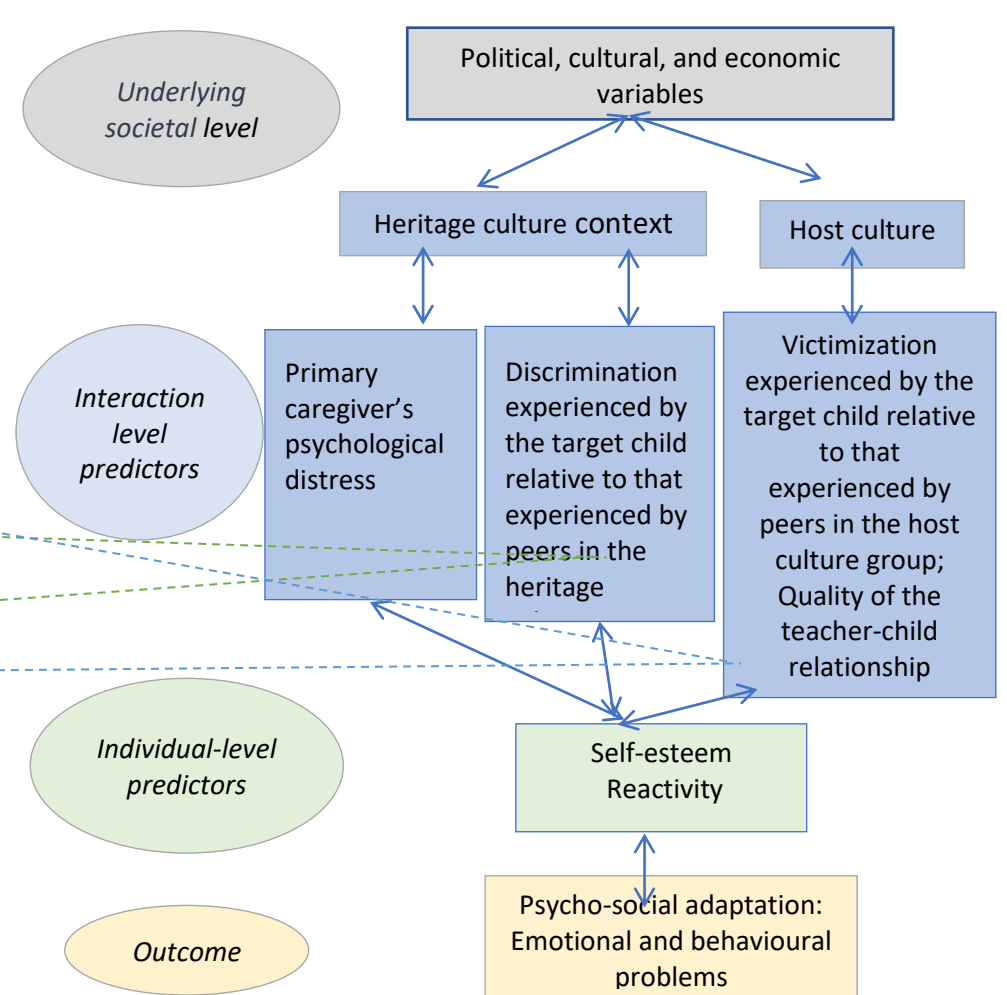 Underlying
societal level
Political, cultural, and economic
variables
Heritage culture context
Host culture
Interaction
level
predictors
Primary
caregiver’s
psychological
distress
Discrimination
experienced by
the target child
relative to that
experienced by
peers in the
heritage
Victimization
experienced by the
target child relative
to that
experienced by
peers in the host
culture group;
Quality of the
teacher-child
relationship
Individual-level
predictors
Self-esteem
Reactivity
Outcome
Psycho-social adaptation:
Emotional and behavioural
problems